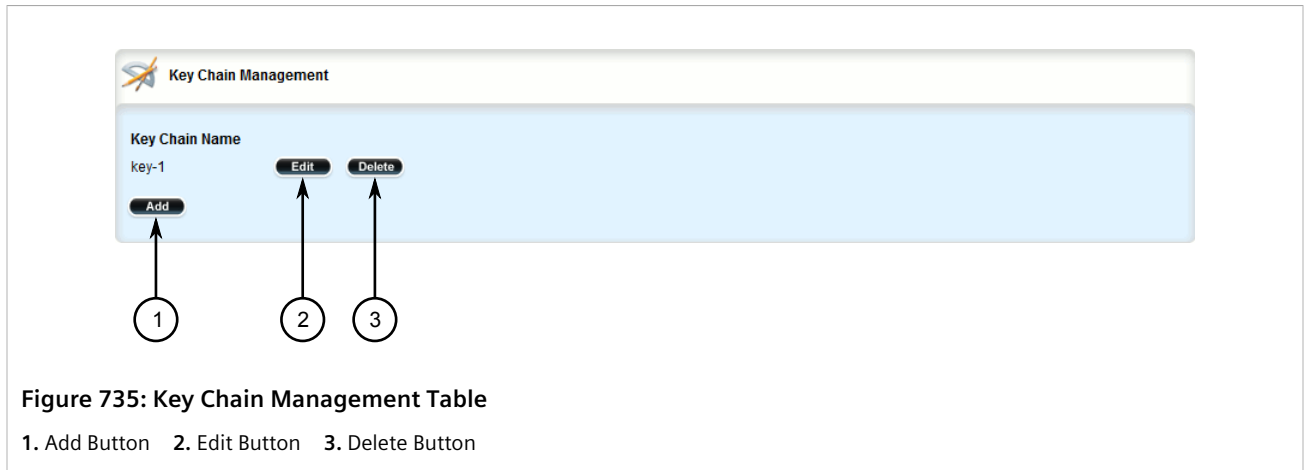 Key Chain Management
Key Chain Name
key-1 Edit Delete
Add
1 2 3
Figure 735: Key Chain Management Table
1. Add Button 2. Edit Button 3. Delete Button